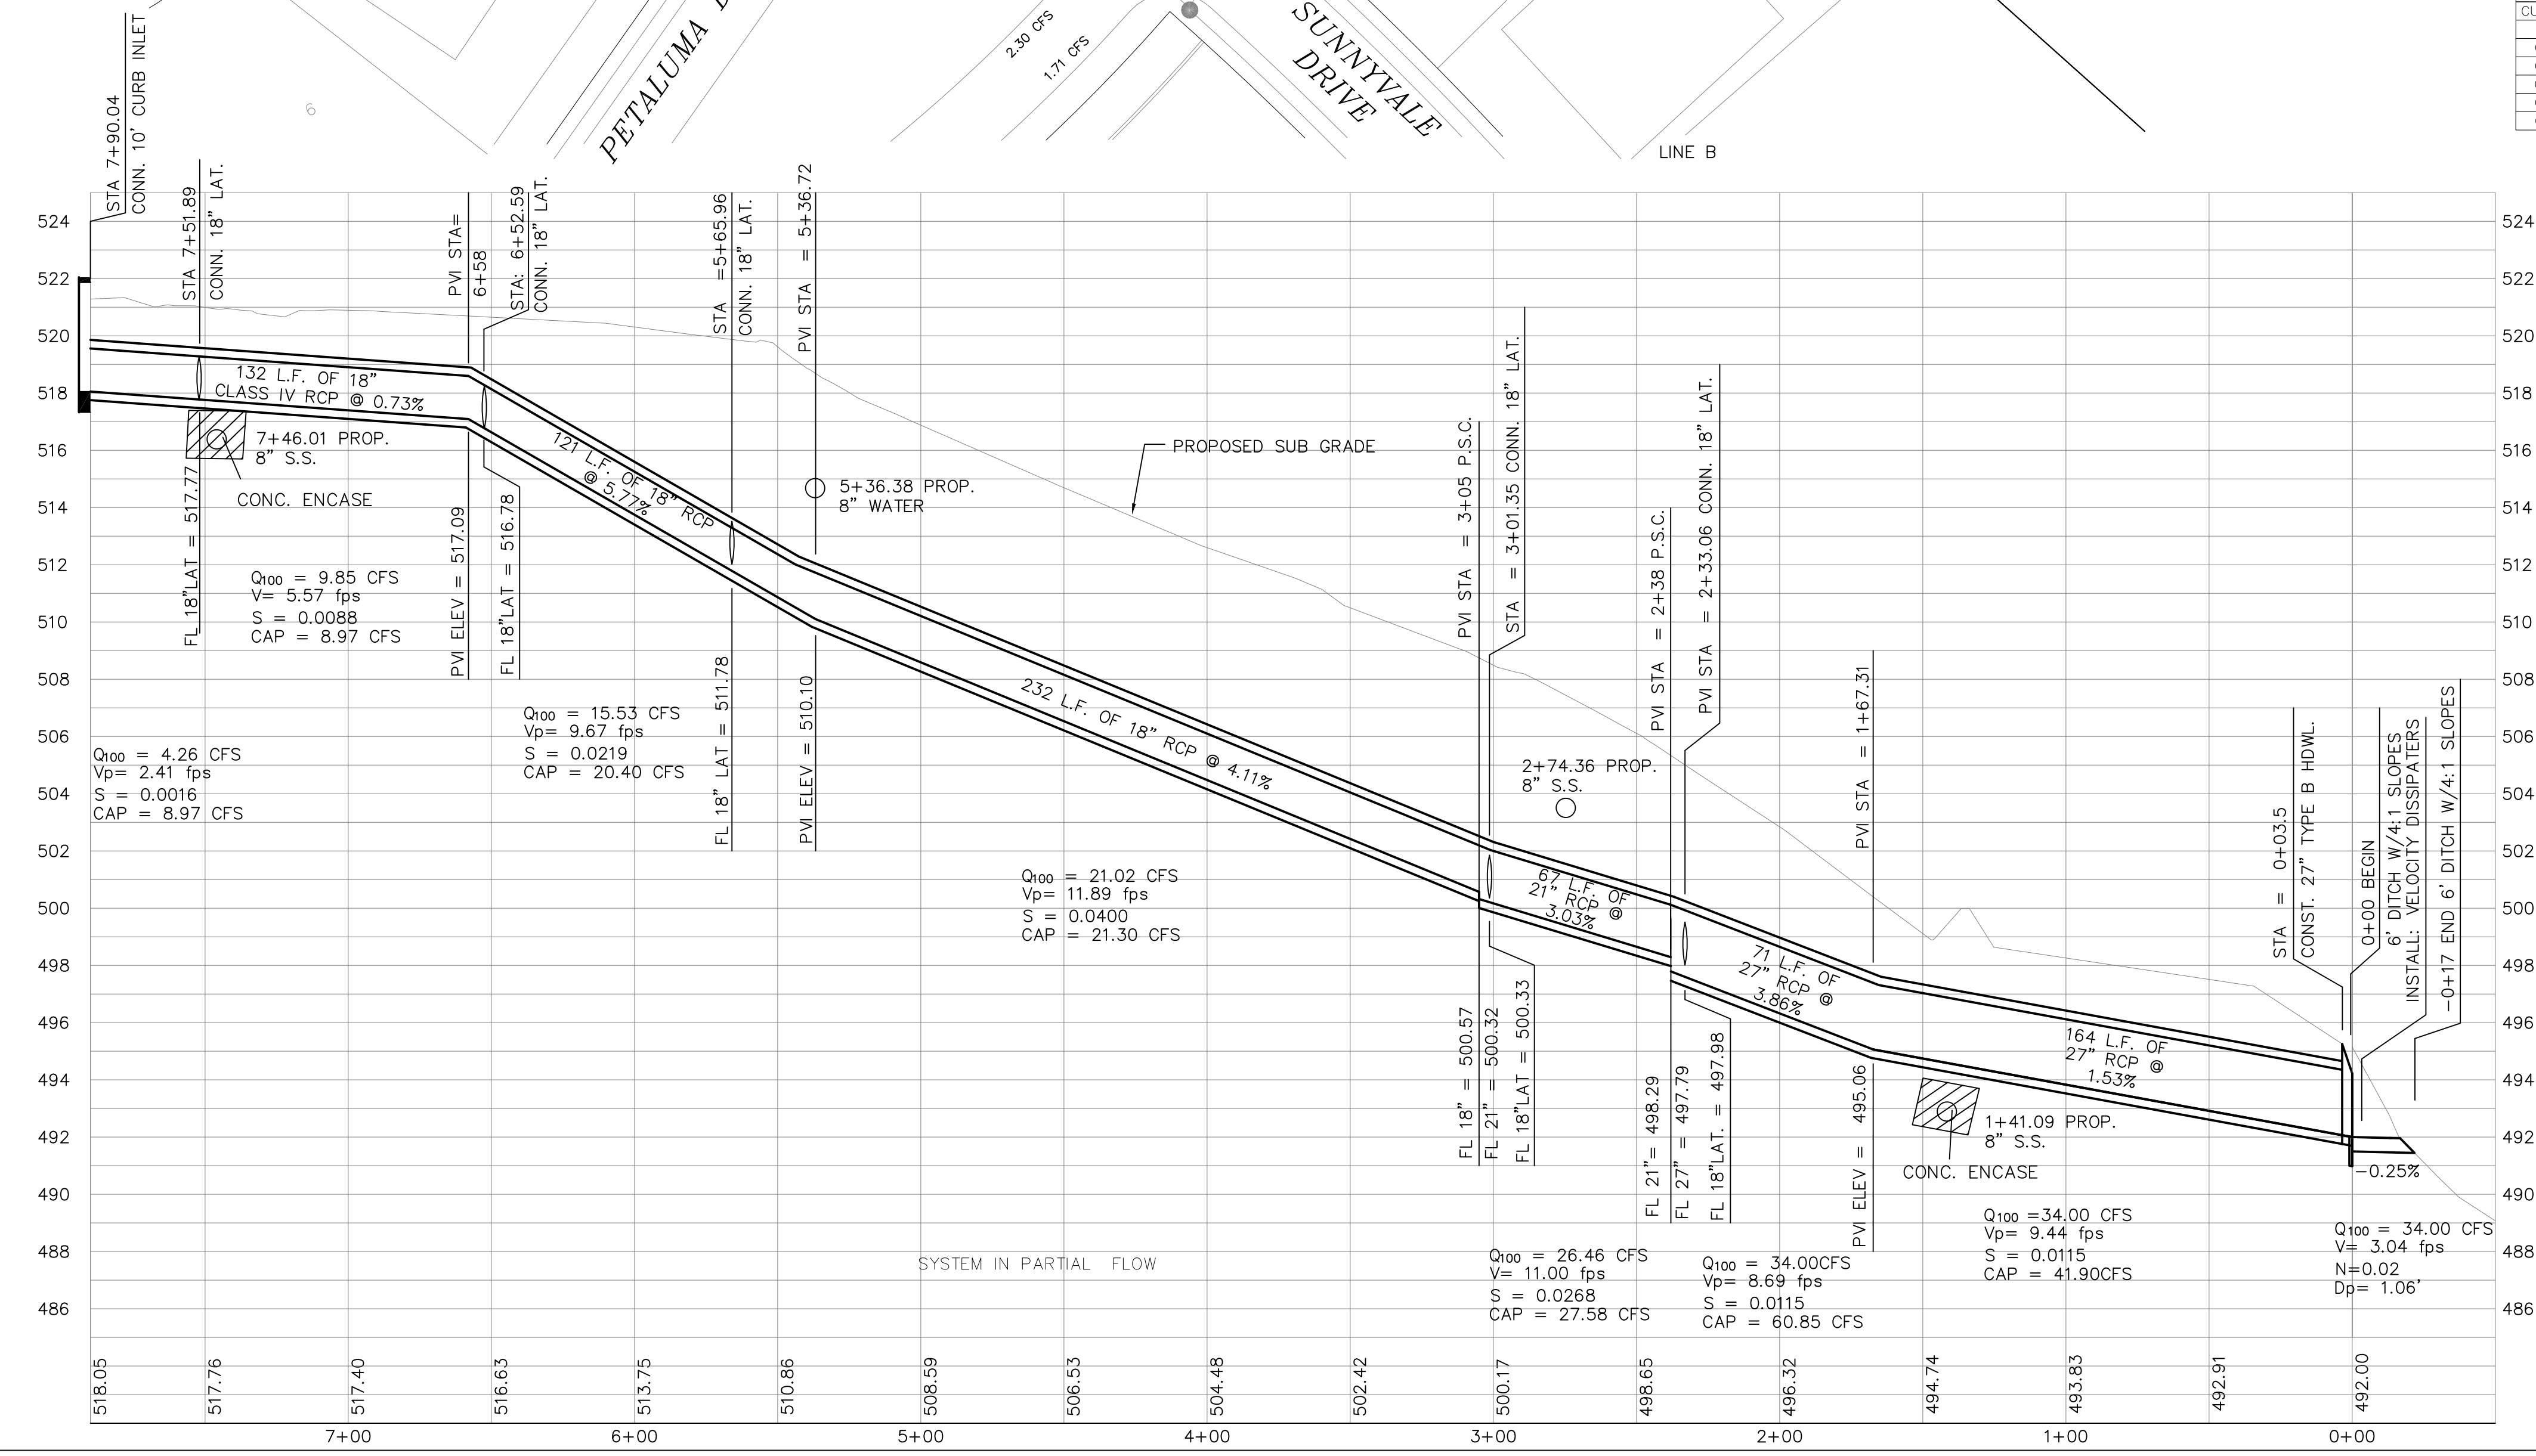 PETALUMA
2.30 CFS
1.71 CFS
SUNNYVALE
DRIVE
6
LINE B
STA 7+90.04
CONN. 10' CURB INLET
STA 7+51.89
CONN. 18" LAT.
PVI STA=
6+58
STA: 6+52.59
CONN. 18" LAT.
STA =5+65.96
CONN. 18" LAT.
PVI STA = 5+36.72
PVI STA = 3+05 P.S.C.
STA = 3+01.35 CONN. 18" LAT.
PVI STA = 2+38 P.S.C.
PVI STA = 2+33.06 CONN. 18" LAT.
PVI STA = 1+67.31
STA = 0+03.5
CONST. 27" TYPE B HDWL.
0+00 BEGIN
6' DITCH W/4:1 SLOPES
INSTALL: VELOCITY DISSIPATERS
-0+17 END 6' DITCH W/4:1 SLOPES
524
522
520
518
516
514
512
510
508
506
504
502
500
498
496
494
492
490
488
486
132 L.F. OF 18"
CLASS IV RCP @ 0.73%
7+46.01 PROP.
8" S.S.
CONC. ENCASE
121 L.F. OF 18" RCP
@ 5.77%
5+36.38 PROP.
8" WATER
PROPOSED SUB GRADE
232 L.F. OF 18" RCP @ 4.11%
2+74.36 PROP.
8" S.S.
67 L.F. OF
21" RCP @
3.03%
71 L.F. OF
27" RCP @
3.86%
164 L.F. OF
27" RCP @
1.53%
1+41.09 PROP.
8" S.S.
CONC. ENCASE
-0.25%
FL 18"LAT = 517.77
PVI ELEV = 517.09
FL 18"LAT = 516.78
FL 18" LAT = 511.78
PVI ELEV = 510.10
FL 18" = 500.57
FL 21" = 500.32
FL 18"LAT = 500.33
FL 21"= 498.29
FL 27" = 497.79
FL 18"LAT. = 497.98
PVI ELEV = 495.06
Q100 = 4.26 CFS
Vp= 2.41 fps
S = 0.0016
CAP = 8.97 CFS
Q100 = 9.85 CFS
V= 5.57 fps
S = 0.0088
CAP = 8.97 CFS
Q100 = 15.53 CFS
Vp= 9.67 fps
S = 0.0219
CAP = 20.40 CFS
Q100 = 21.02 CFS
Vp= 11.89 fps
S = 0.0400
CAP = 21.30 CFS
SYSTEM IN PARTIAL FLOW
Q100 = 26.46 CFS
V= 11.00 fps
S = 0.0268
CAP = 27.58 CFS
Q100 = 34.00CFS
Vp= 8.69 fps
S = 0.0115
CAP = 60.85 CFS
Q100 =34.00 CFS
Vp= 9.44 fps
S = 0.0115
CAP = 41.90CFS
Q100 = 34.00 CFS
V= 3.04 fps
N=0.02
Dp= 1.06'
524
522
520
518
516
514
512
510
508
506
504
502
500
498
496
494
492
490
488
486
518.05
517.76
517.40
516.63
513.75
510.86
508.59
506.53
504.48
502.42
500.17
498.65
496.32
494.74
493.83
492.91
492.00
7+00
6+00
5+00
4+00
3+00
2+00
1+00
0+00